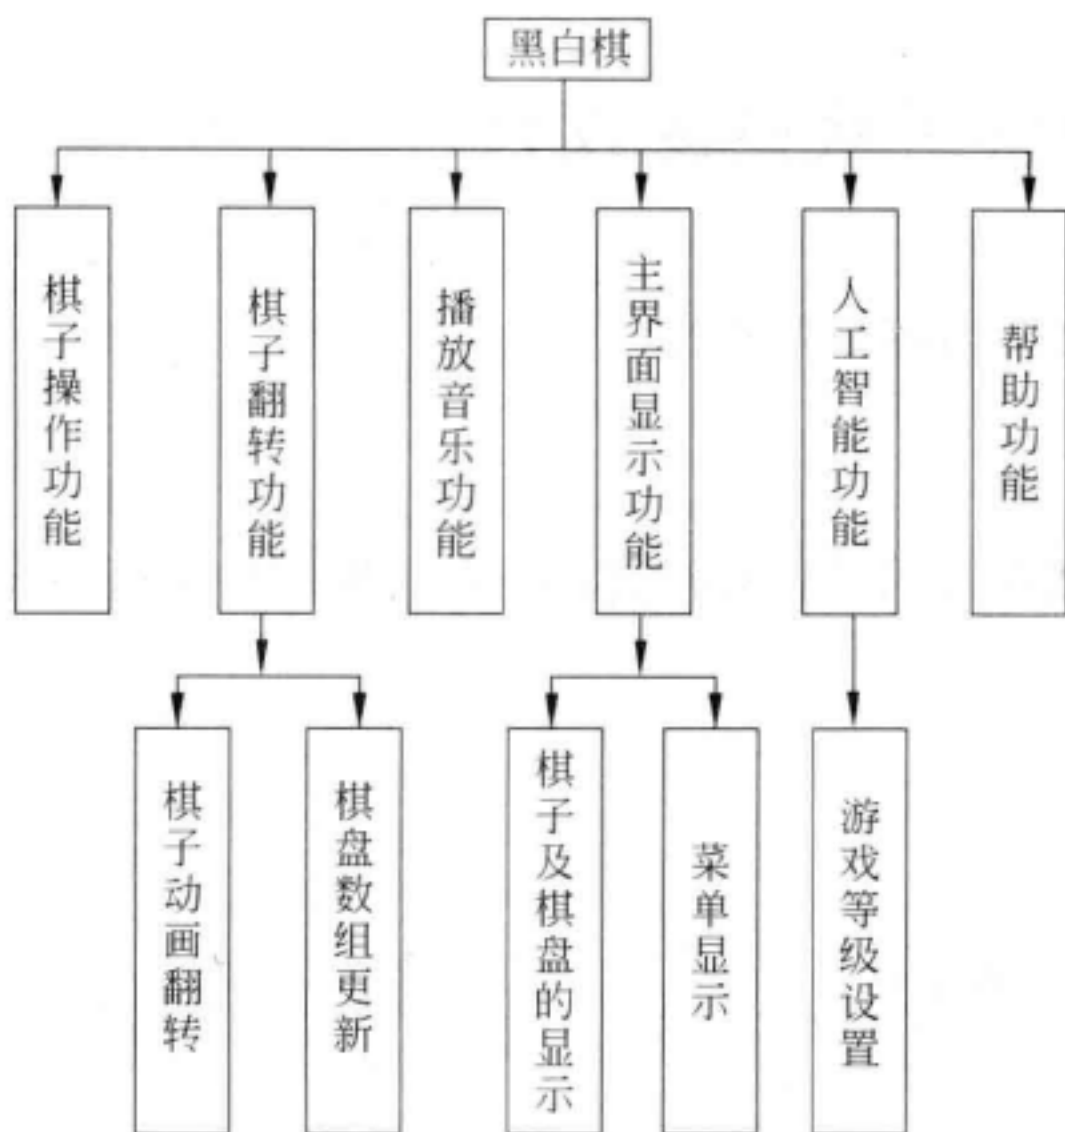 黑白棋
棋子操作功能
棋子翻转功能
播放音乐功能
主界面显示功能
人工智能功能
帮助功能
棋子动画翻转
棋盘数组更新
棋子及棋盘的显示
菜单显示
游戏等级设置